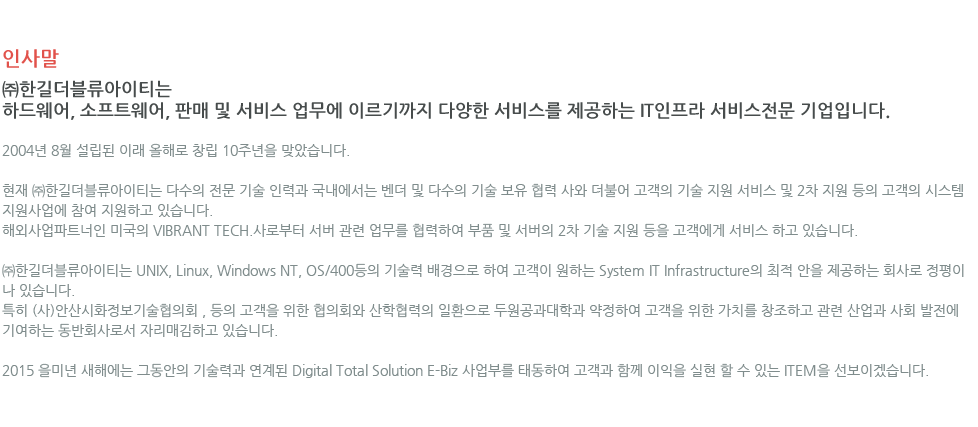 인사말
㈜한길더블류아이티는
하드웨어, 소프트웨어, 판매 및 서비스 업무에 이르기까지 다양한 서비스를 제공하는 IT인프라 서비스전문 기업입니다.
2004년 8월 설립된 이래 올해로 창립 10주년을 맞았습니다.
현재 ㈜한길더블류아이티는 다수의 전문 기술 인력과 국내에서는 벤더 및 다수의 기술 보유 협력 사와 더불어 고객의 기술 지원 서비스 및 2차 지원 등의 고객의 시스템
지원사업에 참여 지원하고 있습니다.
해외사업파트너인 미국의 VIBRANT TECH.사로부터 서버 관련 업무를 협력하여 부품 및 서버의 2차 기술 지원 등을 고객에게 서비스 하고 있습니다.
㈜한길더블류아이티는 UNIX, Linux, Windows NT, OS/400등의 기술력 배경으로 하여 고객이 원하는 System IT Infrastructure의 최적 안을 제공하는 회사로 정평이
나 있습니다.
특히 (사)안산시화정보기술협의회 , 등의 고객을 위한 협의회와 산학협력의 일환으로 두원공과대학과 약정하여 고객을 위한 가치를 창조하고 관련 산업과 사회 발전에
기여하는 동반회사로서 자리매김하고 있습니다.
2015 을미년 새해에는 그동안의 기술력과 연계된 Digital Total Solution E-Biz 사업부를 태동하여 고객과 함께 이익을 실현 할 수 있는 ITEM을 선보이겠습니다.